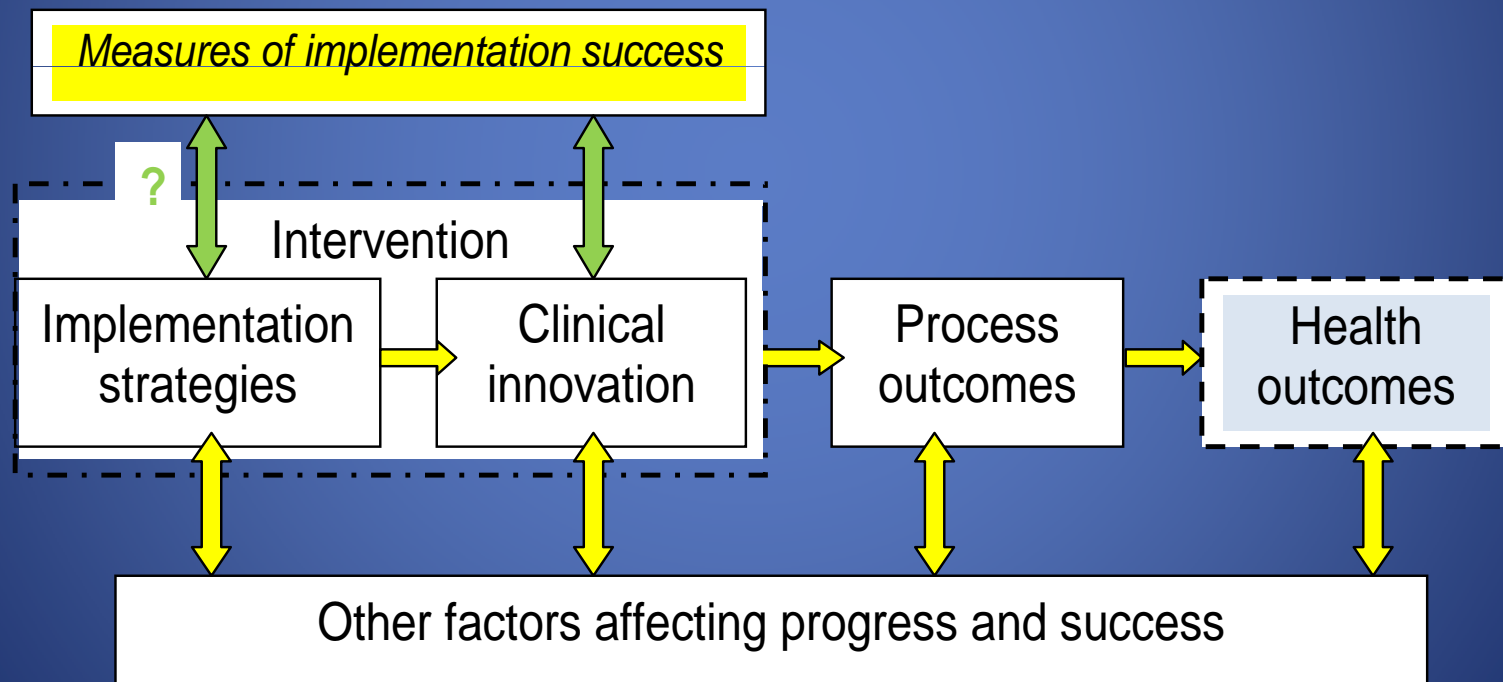 Measures of implementation success
?
Intervention
Implementation
strategies
Clinical
innovation
Process
outcomes
Health
outcomes
Other factors affecting progress and success